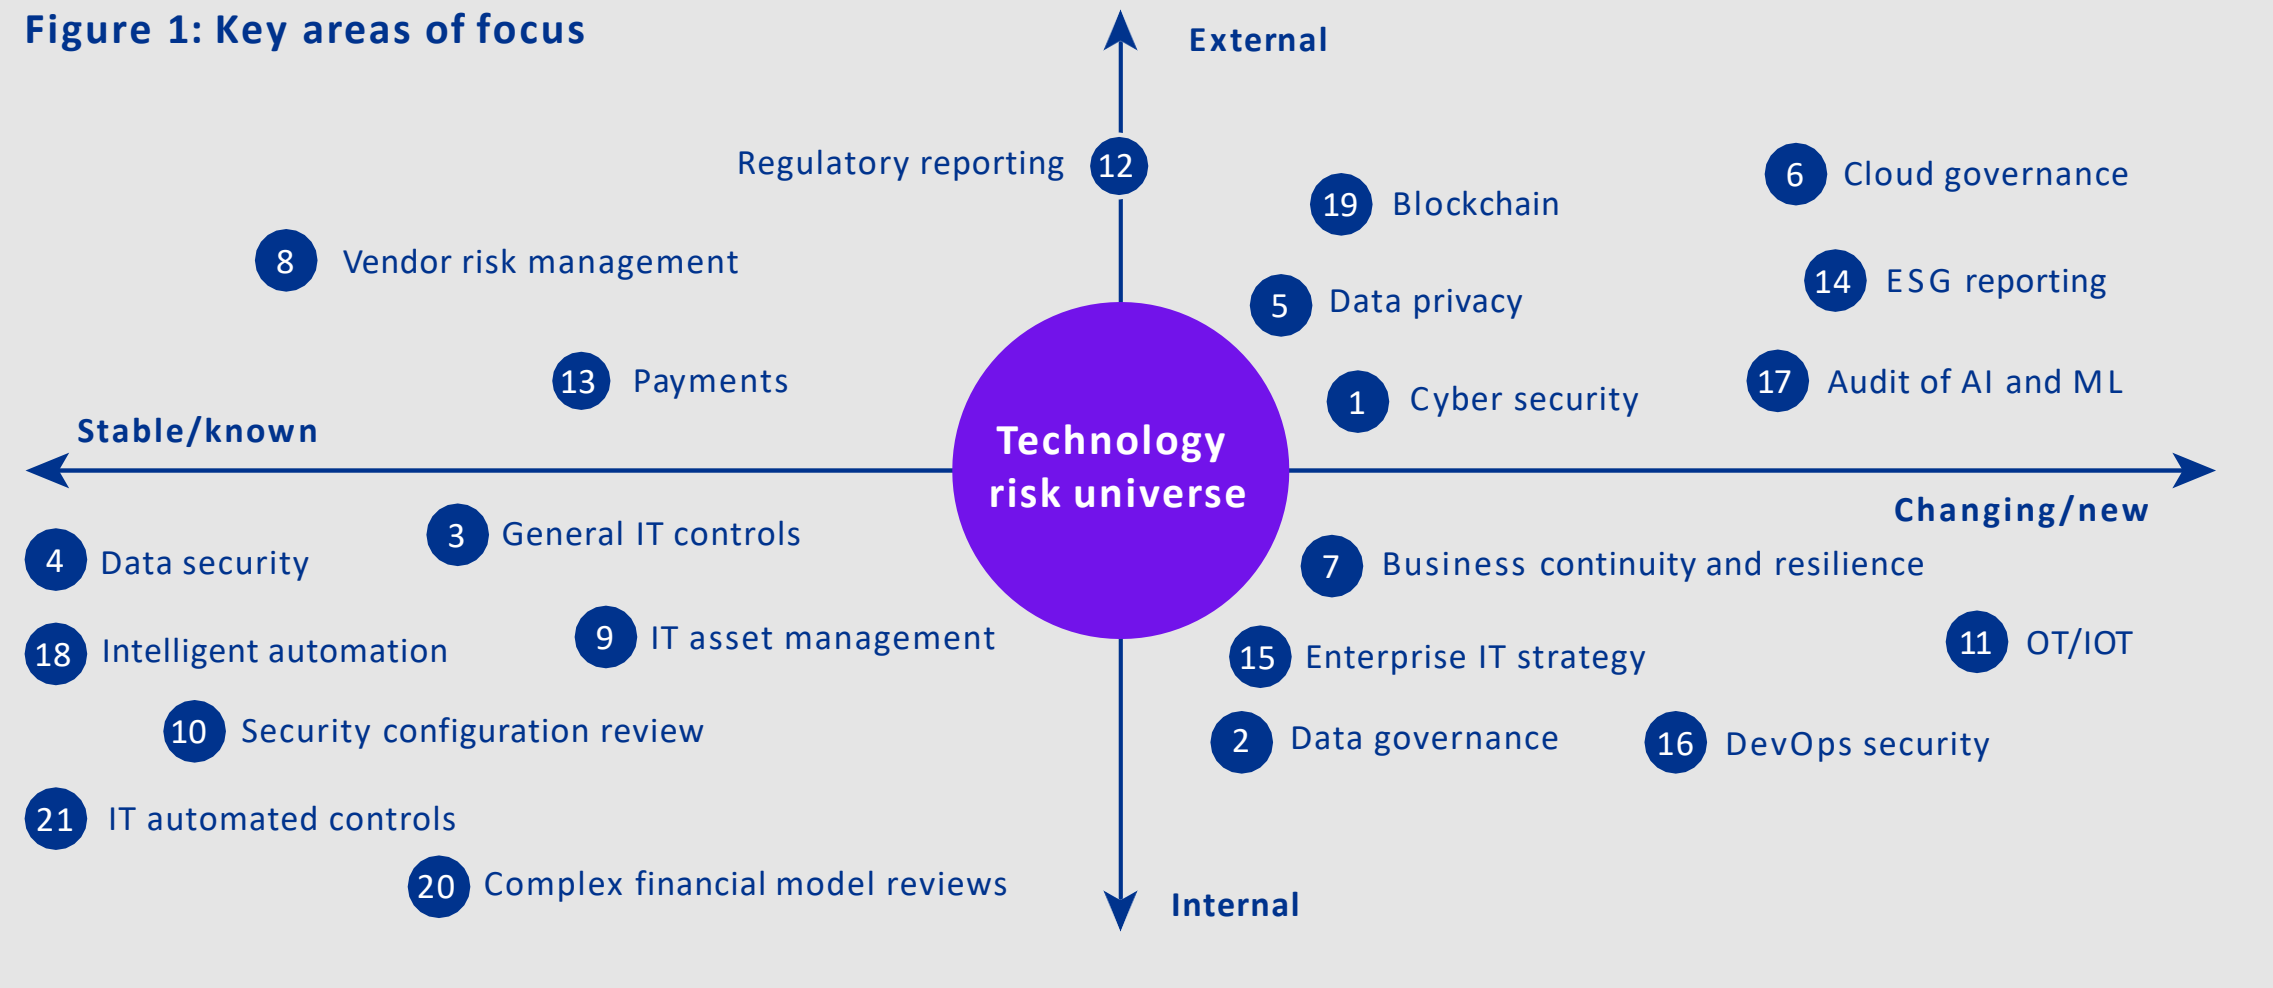 Figure 1: Key areas of focus
External
Regulatory reporting 12
19 Blockchain
6 Cloud governance
8 Vendor risk management
5 Data privacy
14 ESG reporting
13 Payments
1 Cyber security
17 Audit of AI and ML
Stable/known
Technology
risk universe
Changing/new
3 General IT controls
4 Data security
7 Business continuity and resilience
18 Intelligent automation
9 IT asset management
15 Enterprise IT strategy
11 OT/IOT
10 Security configuration review
2 Data governance
16 DevOps security
21 IT automated controls
20 Complex financial model reviews
Internal